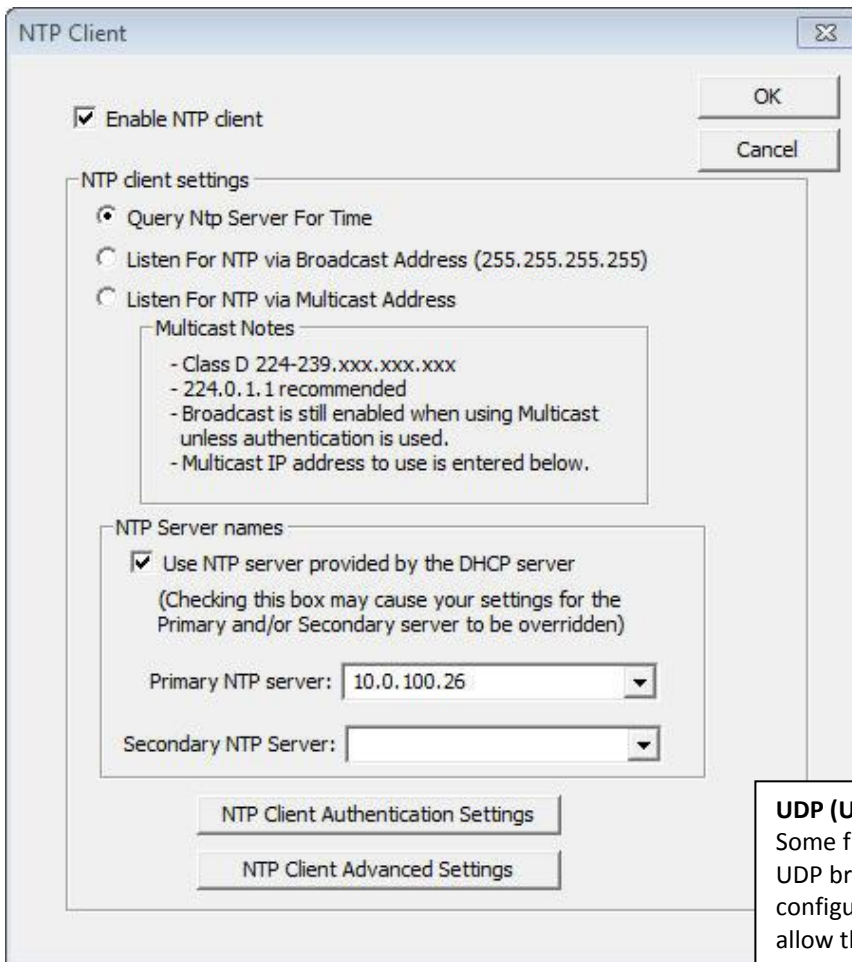 NTP Client
OK
Enable NTP client
Cancel
NTP client settings
Query Ntp Server For Time
Listen For NTP via Broadcast Address (255.255.255.255)
Listen For NTP via Multicast Address
Multicast Notes
- Class D 224-239.xxx.xxx.xxx
- 224.0.1.1 recommended
- Broadcast is still enabled when using Multicast
unless authentication is used.
- Multicast IP address to use is entered below.
NTP Server names
Use NTP server provided by the DHCP server
(Checking this box may cause your settings for the
Primary and/or Secondary server to be overridden)
Primary NTP server: 10.0.100.26
Secondary NTP Server:
NTP Client Authentication Settings
NTP Client Advanced Settings
UDP
Some
UDP
allow